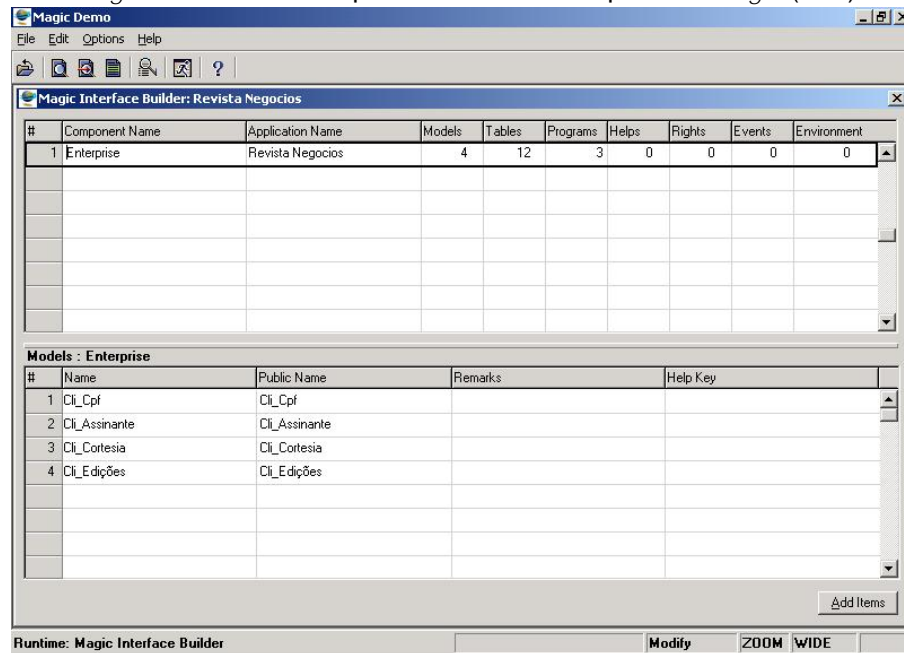 Magic Demo
File Edit Options Help
?
Magic Interface Builder: Revista Negocios
# Component Name Application Name Models Tables Programs Helps Rights Events Environment
1 Enterprise Revista Negocios 4 12 3 0 0 0 0
Models : Enterprise
# Name Public Name Remarks Help Key
1 Cli_Cpf Cli_Cpf
2 Cli_Assinante Cli_Assinante
3 Cli_Cortesia Cli_Cortesia
4 Cli_Edições Cli_Edições
Add Items
Runtime: Magic Interface Builder Modify ZOOM WIDE